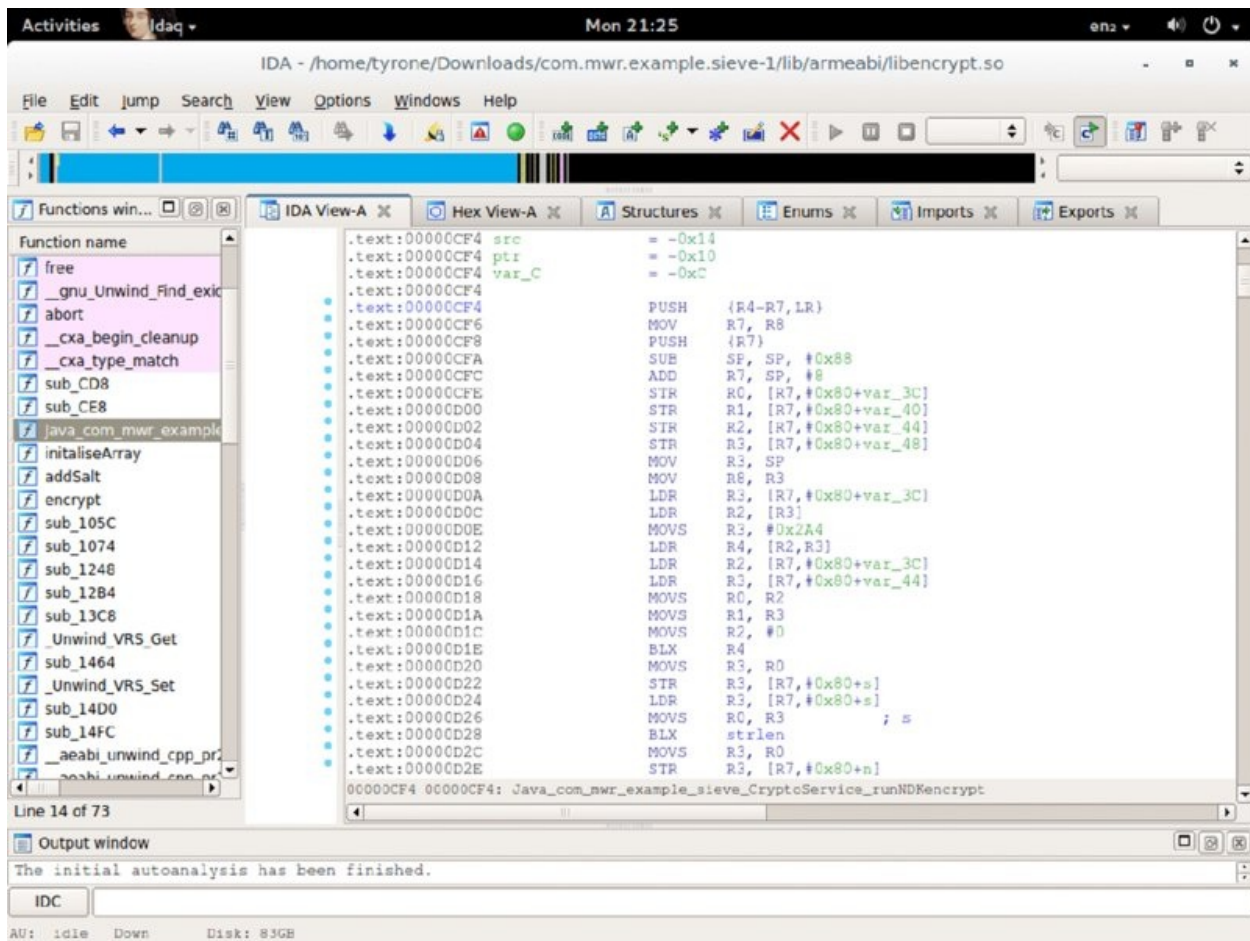 Activities Idaq Mon 21:25 en2
IDA - /home/tyrone/Downloads/com.mwr.example.sieve-1/lib/armeabi/libencrypt.so
File Edit Jump Search View Options Windows Help
Functions win... IDA View-A Hex View-A Structures Enums Imports Exports
Function name
free
__gnu_Unwind_Find_exid
abort
__cxa_begin_cleanup
__cxa_type_match
sub_CD8
sub_CE8
Java_com_mwr_example
initaliseArray
addSalt
encrypt
sub_105C
sub_1074
sub_1248
sub_12B4
sub_13C8
_Unwind_VRS_Get
sub_1464
_Unwind_VRS_Set
sub_14D0
sub_14FC
__aeabi_unwind_cpp_pr
__aeabi_unwind_cpp_pr
Line 14 of 73
.text:00000CF4 src = -0x14
.text:00000CF4 ptr = -0x10
.text:00000CF4 var_C = -0xC
.text:00000CF4
.text:00000CF4 PUSH {R4-R7,LR}
.text:00000CF6 MOV R7, R8
.text:00000CF8 PUSH {R7}
.text:00000CFA SUB SP, SP, #0x88
.text:00000CFC ADD R7, SP, #8
.text:00000CFE STR R0, [R7,#0x80+var_3C]
.text:00000D00 STR R1, [R7,#0x80+var_40]
.text:00000D02 STR R2, [R7,#0x80+var_44]
.text:00000D04 STR R3, [R7,#0x80+var_48]
.text:00000D06 MOV R3, SP
.text:00000D08 MOV R8, R3
.text:00000D0A LDR R3, [R7,#0x80+var_3C]
.text:00000D0C LDR R2, [R3]
.text:00000D0E MOVS R3, #0x2A4
.text:00000D12 LDR R4, [R2,R3]
.text:00000D14 LDR R2, [R7,#0x80+var_3C]
.text:00000D16 LDR R3, [R7,#0x80+var_44]
.text:00000D18 MOVS R0, R2
.text:00000D1A MOVS R1, R3
.text:00000D1C MOVS R2, #0
.text:00000D1E BLX R4
.text:00000D20 MOVS R3, R0
.text:00000D22 STR R3, [R7,#0x80+s]
.text:00000D24 LDR R3, [R7,#0x80+s]
.text:00000D26 MOVS R0, R3 ; s
.text:00000D28 BLX strlen
.text:00000D2C MOVS R3, R0
.text:00000D2E STR R3, [R7,#0x80+n]
00000CF4 00000CF4: Java_com_mwr_example_sieve_CryptoService_runNDKencrypt
Output window
The initial autoanalysis has been finished.
IDC
AU: idle Down Disk: 83GB